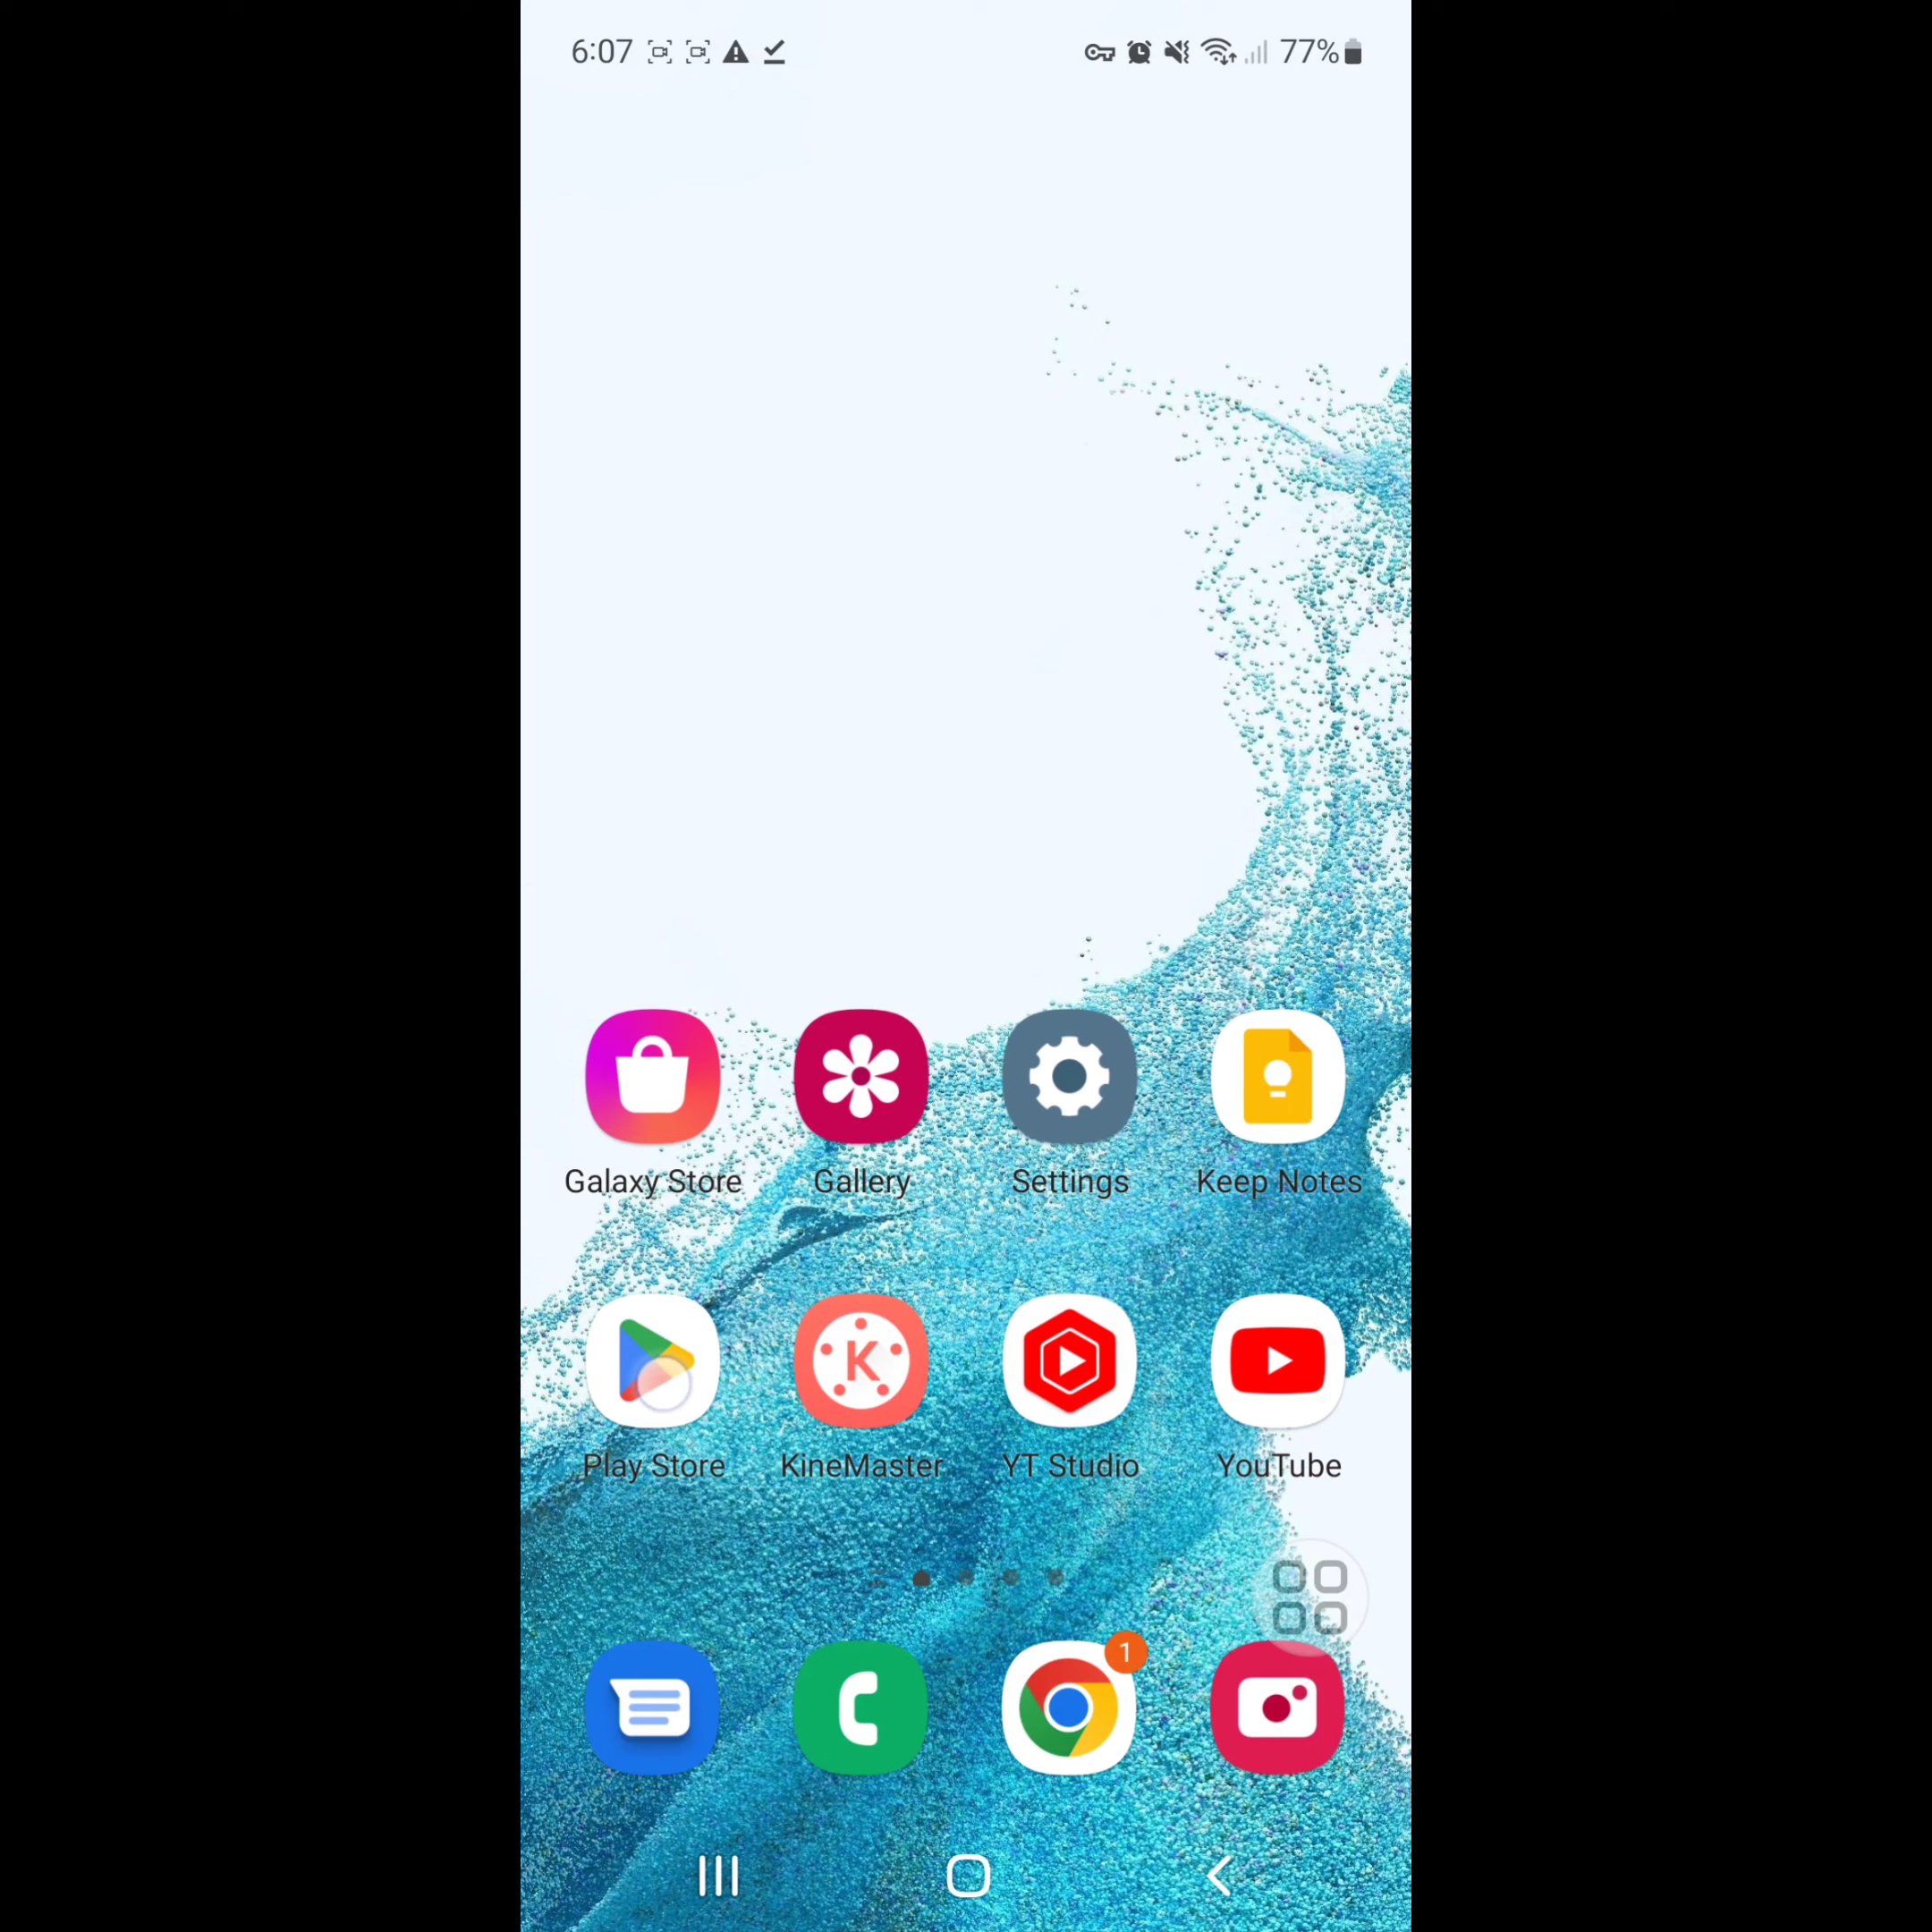 6:07 77%
Galaxy Store Gallery Settings Keep Notes
K
Play Store KineMaster YT Studio YouTube
1